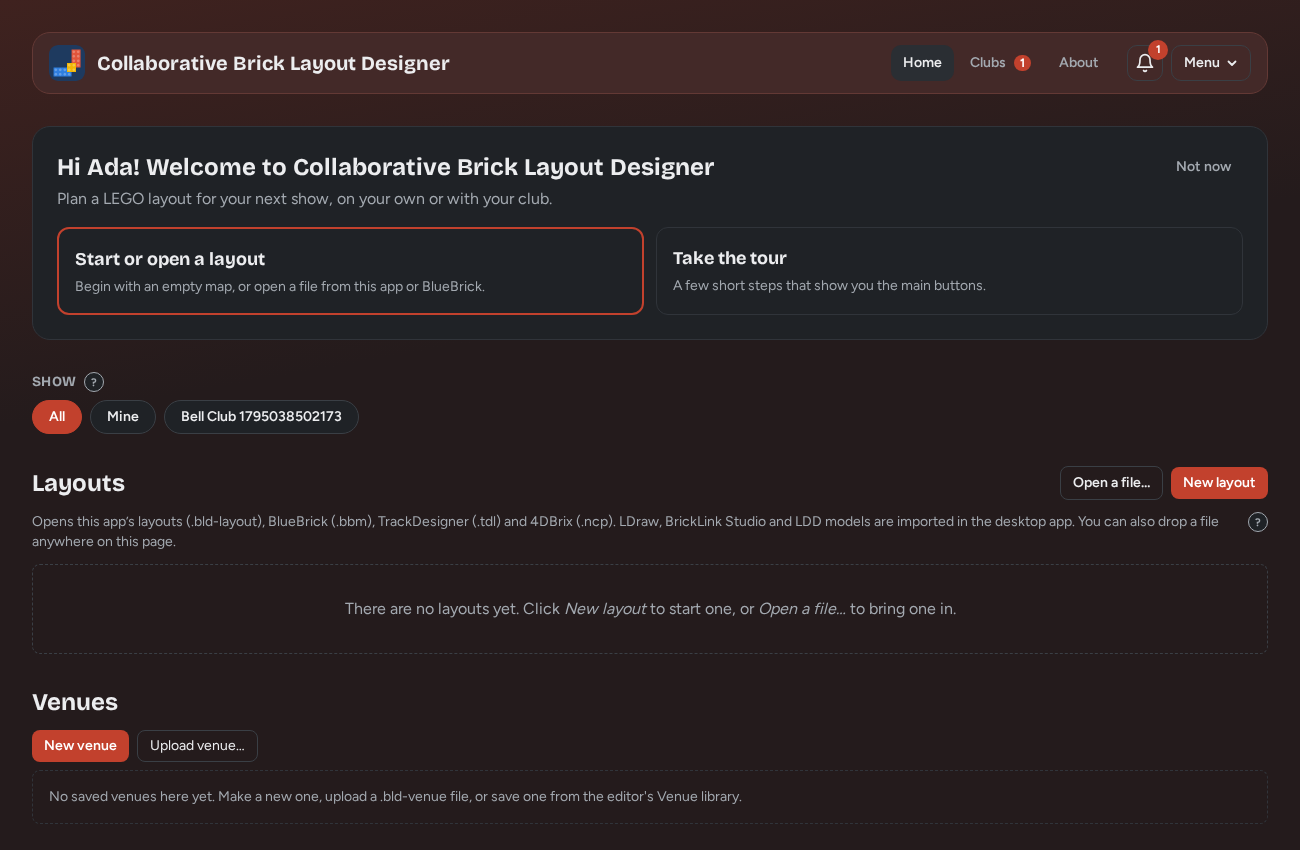 Collaborative Brick Layout Designer
Home
Clubs 1
About
1
Menu
Hi Ada! Welcome to Collaborative Brick Layout Designer
Not now
Plan a LEGO layout for your next show, on your own or with your club.
Start or open a layout
Begin with an empty map, or open a file from this app or BlueBrick.
Take the tour
A few short steps that show you the main buttons.
SHOW ?
All
Mine
Bell Club 1795038502173
Layouts
Open a file...
New layout
Opens this app's layouts (.bld-layout), BlueBrick (.bbm), TrackDesigner (.tdl) and 4DBrix (.ncp). LDraw, BrickLink Studio and LDD models are imported in the desktop app. You can also drop a file
anywhere on this page.
?
There are no layouts yet. Click New layout to start one, or Open a file... to bring one in.
Venues
New venue
Upload venue...
No saved venues here yet. Make a new one, upload a .bld-venue file, or save one from the editor's Venue library.